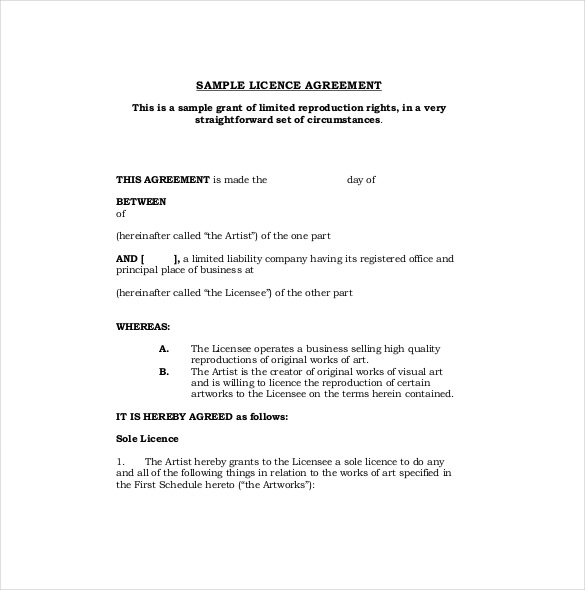 SAMPLE LICENCE AGREEMENT
This is a sample grant of limited reproduction rights, in a very
straightforward set of circumstances.
THIS AGREEMENT is made the day of
BETWEEN
of
(hereinafter called “the Artist”) of the one part
AND [ ], a limited liability company having its registered office and
principal place of business at
(hereinafter called “the Licensee”) of the other part
WHEREAS:
A. The Licensee operates a business selling high quality
reproductions of original works of art.
B. The Artist is the creator of original works of visual art
and is willing to licence the reproduction of certain
artworks to the Licensee on the terms herein contained.
IT IS HEREBY AGREED as follows:
Sole Licence
1. The Artist hereby grants to the Licensee a sole licence to do any
and all of the following things in relation to the works of art specified in
the First Schedule hereto (“the Artworks”):